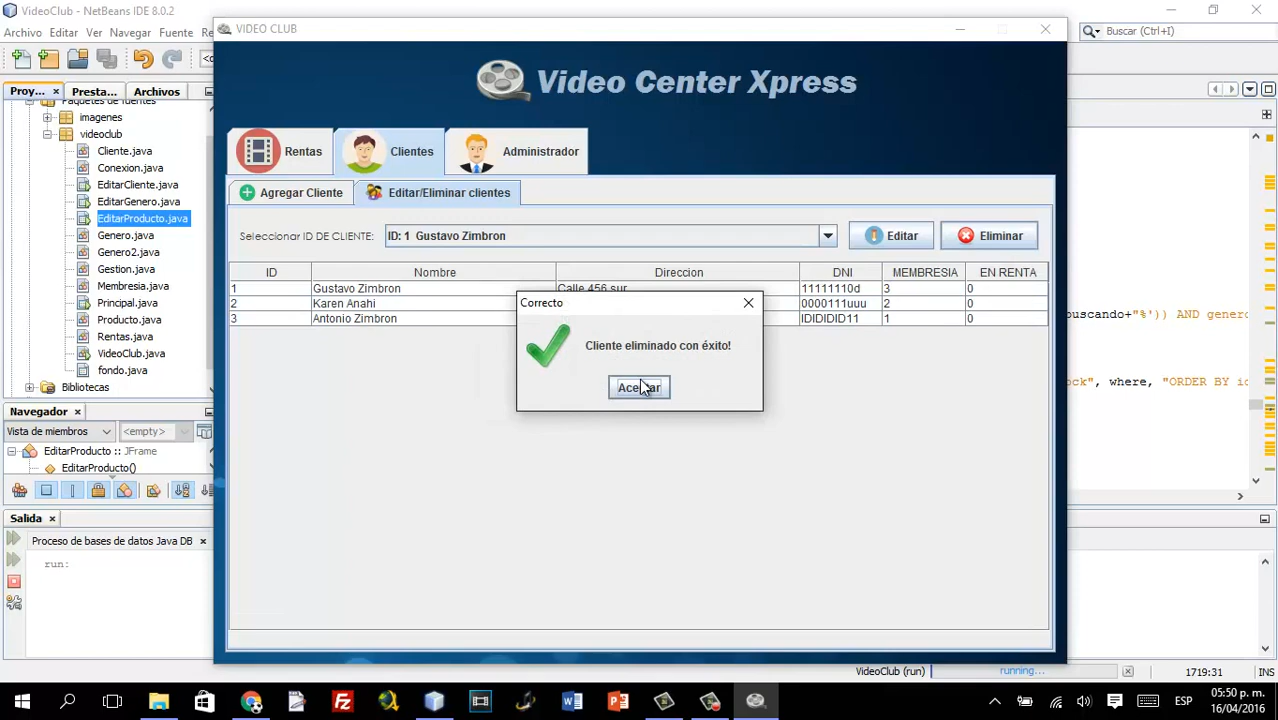 VideoClub - NetBeans IDE 8.0.2
Archivo Editar Ver Navegar Fuente Re
Buscar (Ctrl+I)
<c
Proy... × Presta... Archivos
Paquetes de fuentes
imagenes
videoclub
Cliente.java
Conexion.java
EditarCliente.java
EditarGenero.java
EditarProducto.java
Genero.java
Genero2.java
Gestion.java
Membresia.java
Principal.java
Producto.java
Rentas.java
VideoClub.java
fondo.java
Bibliotecas
Navegador ×
Vista de miembros <empty>
EditarProducto :: JFrame
EditarProducto()
Salida ×
Proceso de bases de datos Java DB ×
run:
VIDEO CLUB
Video Center Xpress
Rentas Clientes Administrador
Agregar Cliente Editar/Eliminar clientes
Seleccionar ID DE CLIENTE: ID: 1 Gustavo Zimbron Editar Eliminar
ID Nombre Direccion DNI MEMBRESIA EN RENTA
1 Gustavo Zimbron Calle 456 sur 11111110d 3 0
2 Karen Anahi 0000111uuu 2 0
3 Antonio Zimbron IDIDIDID11 1 0
Correcto
Cliente eliminado con éxito!
Aceptar
buscando+"%')) AND genero
ock", where, "ORDER BY id
VideoClub (run) running... 1719:31 INS
ESP
05:50 p. m.
16/04/2016